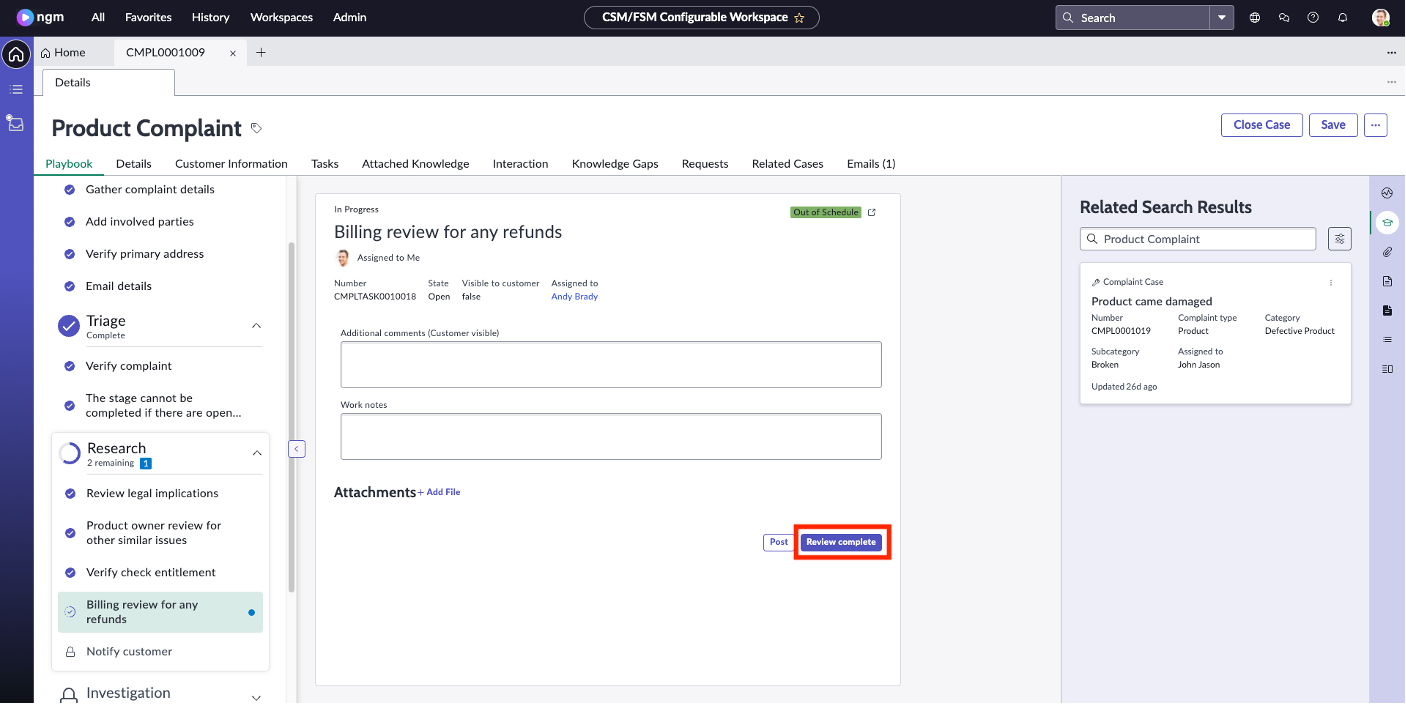 ngm All Favorites History Workspaces Admin CSM/FSM Configurable Workspace Search
Home CMPL0001009
Details
Product Complaint
Close Case Save
Playbook Details Customer Information Tasks Attached Knowledge Interaction Knowledge Gaps Requests Related Cases Emails (1)
Gather complaint details
Add involved parties
Verify primary address
Email details
Triage
Complete
Verify complaint
The stage cannot be
completed if there are open...
Research
2 remaining 1
Review legal implications
Product owner review for
other similar issues
Verify check entitlement
Billing review for any
refunds
Notify customer
Investigation
In Progress
Out of Schedule
Billing review for any refunds
Assigned to Me
Number State Visible to customer Assigned to
CMPLTASK0010018 Open false Andy Brady
Additional comments (Customer visible)
Work notes
Attachments + Add File
Post Review complete
Related Search Results
Product Complaint
Complaint Case
Product came damaged
Number Complaint type Category
CMPL0001019 Product Defective Product
Subcategory Assigned to
Broken John Jason
Updated 26d ago